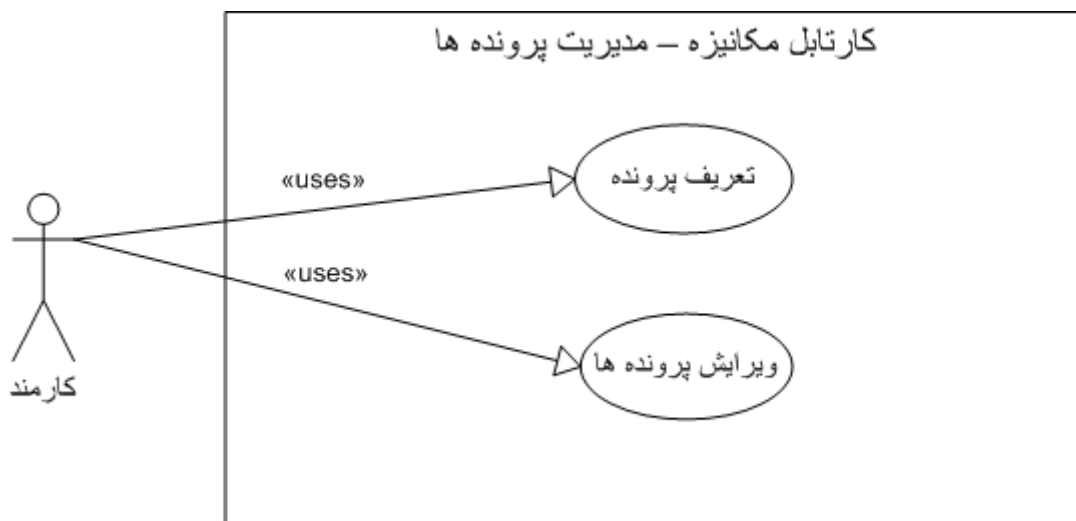 کارتابل مکانیزه – مدیریت پرونده ها
«uses»
تعریف پرونده
«uses»
ویرایش پرونده ها
کارمند